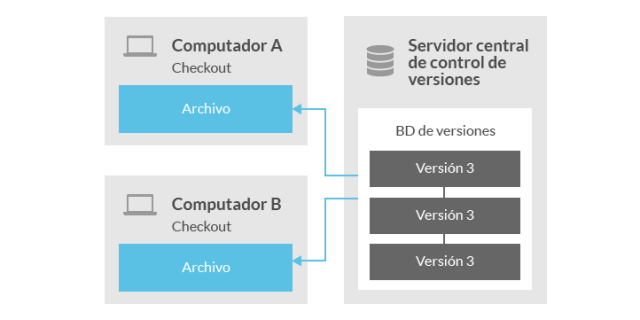 Computador A
Checkout
Archivo
Computador B
Checkout
Archivo
Servidor central
de control de
versiones
BD de versiones
Versión 3
Versión 3
Versión 3